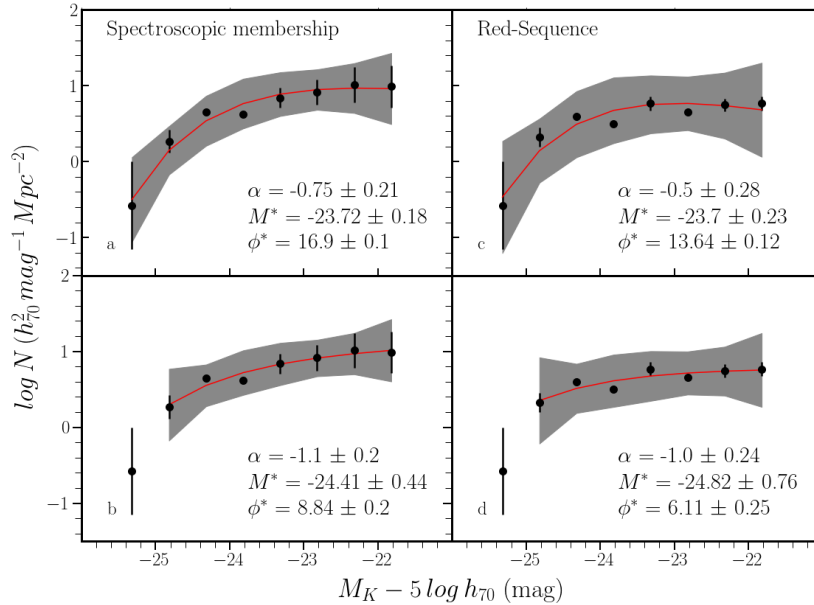 Spectroscopic membership
Red-Sequence
2
1
0
−1
α = -0.75 ± 0.21
M* = -23.72 ± 0.18
ϕ* = 16.9 ± 0.1
a
α = -0.5 ± 0.28
M* = -23.7 ± 0.23
ϕ* = 13.64 ± 0.12
c
log N (h²₇₀ mag⁻¹ Mpc⁻²)
2
1
0
−1
α = -1.1 ± 0.2
M* = -24.41 ± 0.44
ϕ* = 8.84 ± 0.2
b
α = -1.0 ± 0.24
M* = -24.82 ± 0.76
ϕ* = 6.11 ± 0.25
d
−25 −24 −23 −22 −25 −24 −23 −22
M_K − 5 log h₇₀ (mag)